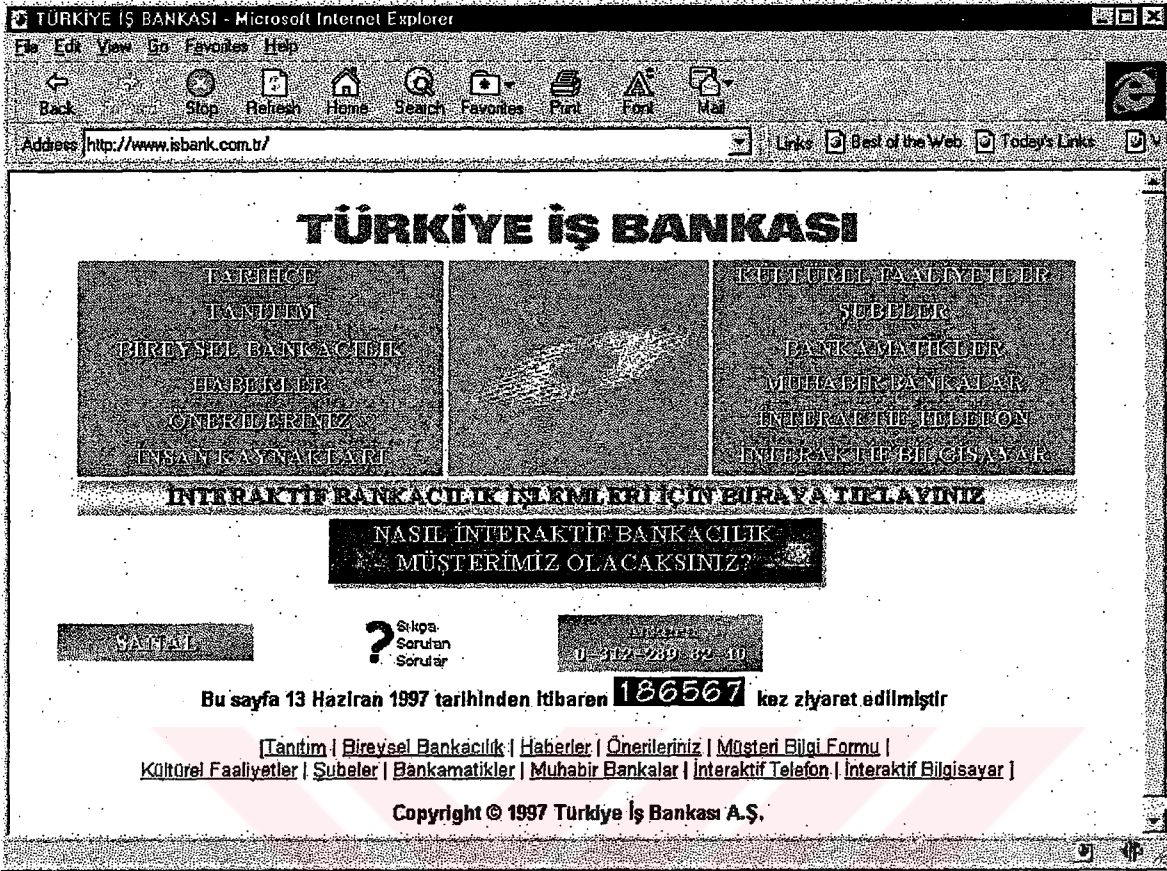 TÜRKİYE İŞ BANKASI - Microsoft Internet Explorer
File Edit View Go Favorites Help
Back Stop Refresh Home Search Favorites Print Font Mail
Address http://www.isbank.com.tr/ Links Best of the Web Today's Links
TÜRKİYE İŞ BANKASI
TARİHÇE
TANITIM
BİREYSEL BANKACILIK
HABERLER
ÖNERİLERİNİZ
İNSAN KAYNAKLARI
KÜLTÜREL FAALİYETLER
ŞUBELER
BANKAMATİKLER
MUHABİR BANKALAR
İNTERAKTİF TELEFON
İNTERAKTİF BİLGİSAYAR
İNTERAKTİF BANKACILIK İŞLEMLERİ İÇİN BURAYA TIKLAYINIZ
NASIL İNTERAKTİF BANKACILIK
MÜŞTERİMİZ OLACAKSINIZ?
Sıkça
Sorulan
Sorular
Bu sayfa 13 Haziran 1997 tarihinden itibaren 186567 kez ziyaret edilmiştir
[Tanıtım | Bireysel Bankacılık | Haberler | Önerileriniz | Müşteri Bilgi Formu |
Kültürel Faaliyetler | Şubeler | Bankamatikler | Muhabir Bankalar | İnteraktif Telefon | İnteraktif Bilgisayar ]
Copyright © 1997 Türkiye İş Bankası A.Ş.